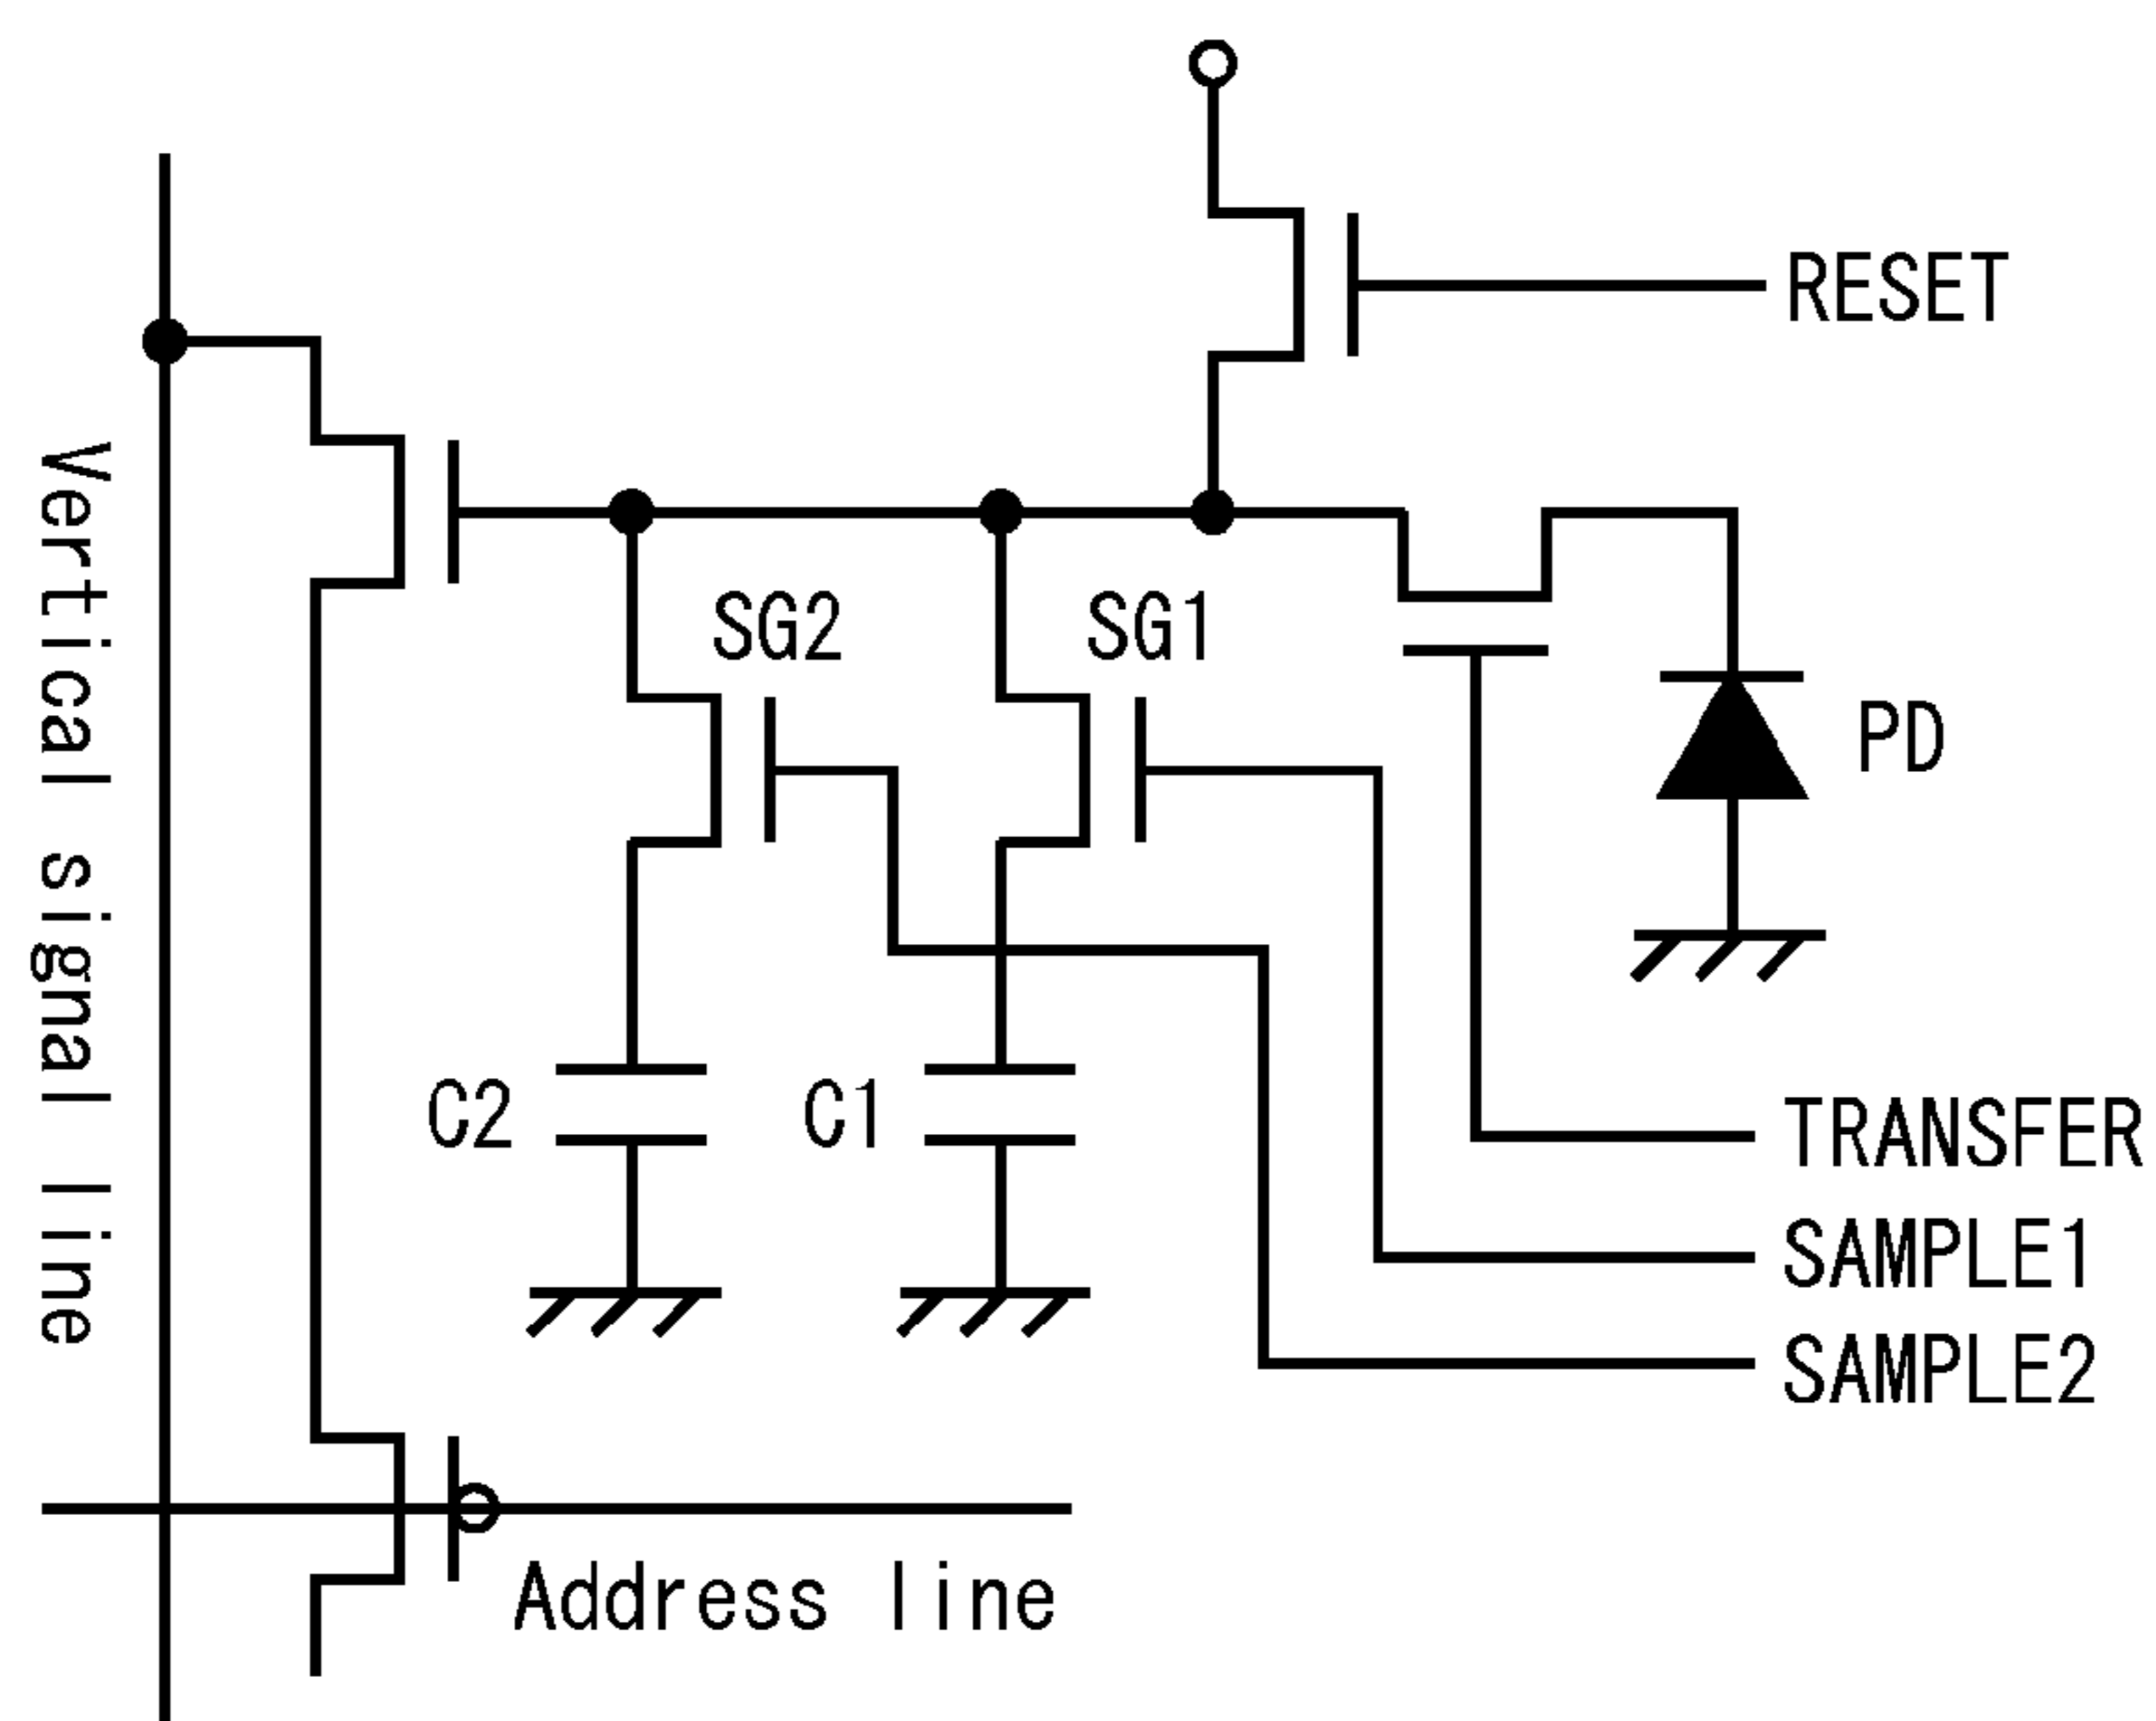 RESET
Vertical signal line
SG2
SG1
PD
C2
C1
TRANSFER
SAMPLE1
SAMPLE2
Address line